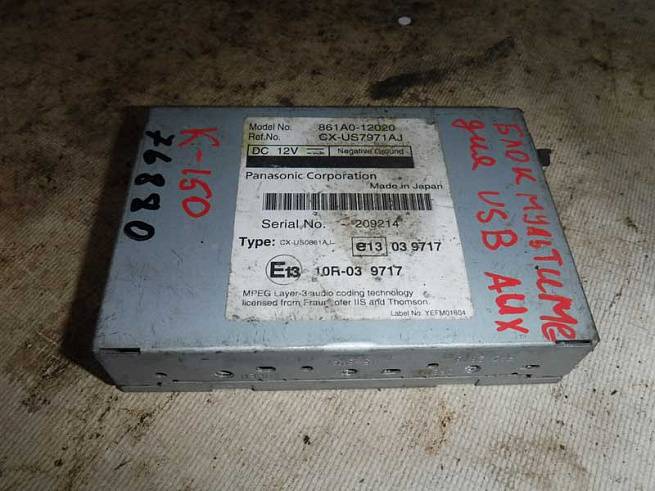 Model No. 861A0-12020
Ref.No. CX-US7971AJ
DC 12V Negative Ground
Panasonic Corporation
Made in Japan
Serial No. 209214
Type: CX-US0861AJ e13 03 9717
E13 10R-03 9717
MPEG Layer-3 audio coding technology
licensed from Fraunhofer IIS and Thomson.
Label No. YEFM01604
К-150
БЛОК МУЛЬТИМЕ
диа USB AUX